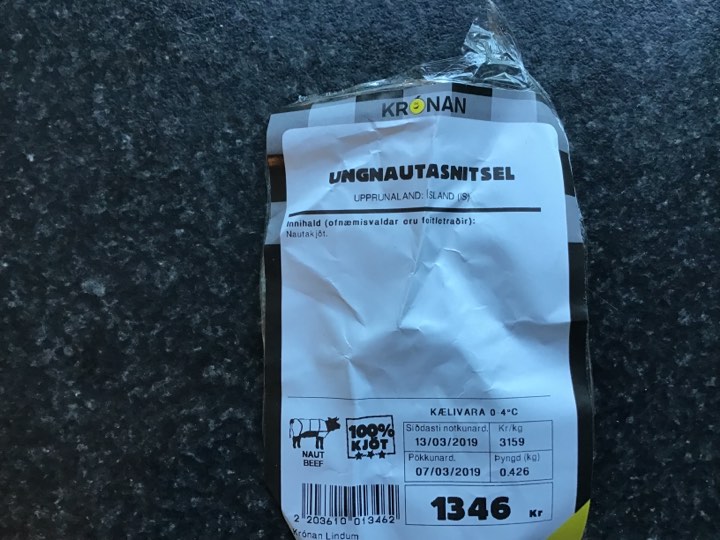 KRÓNAN
UNGNAUTASNITSEL
UPPRUNALAND: ÍSLAND (IS)
Innihald (ofnæmisvaldar eru feitletraðir):
Nautakjöt.
KÆLIVARA 0-4°C
Síðasti notkunard. Kr/kg
13/03/2019 3159
Pökkunard. Þyngd (kg)
07/03/2019 0.426
NAUT
BEEF
100%
KJÖT
1346 Kr
2 203610 013462
Krónan Lindum